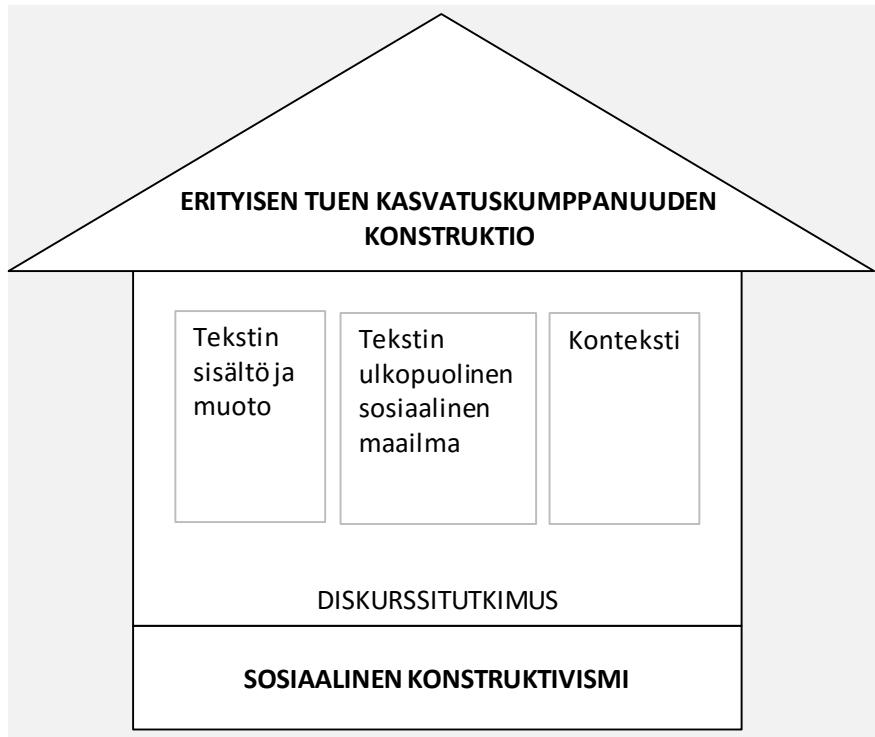 ERITYISEN TUEN KASVATUSKUMPPANUUDEN
KONSTRUKTIO
Tekstin
sisältö ja
muoto
Tekstin
ulkopuolinen
sosiaalinen
maailma
Konteksti
DISKURSSITUTKIMUS
SOSIAALINEN KONSTRUKTIVISMI